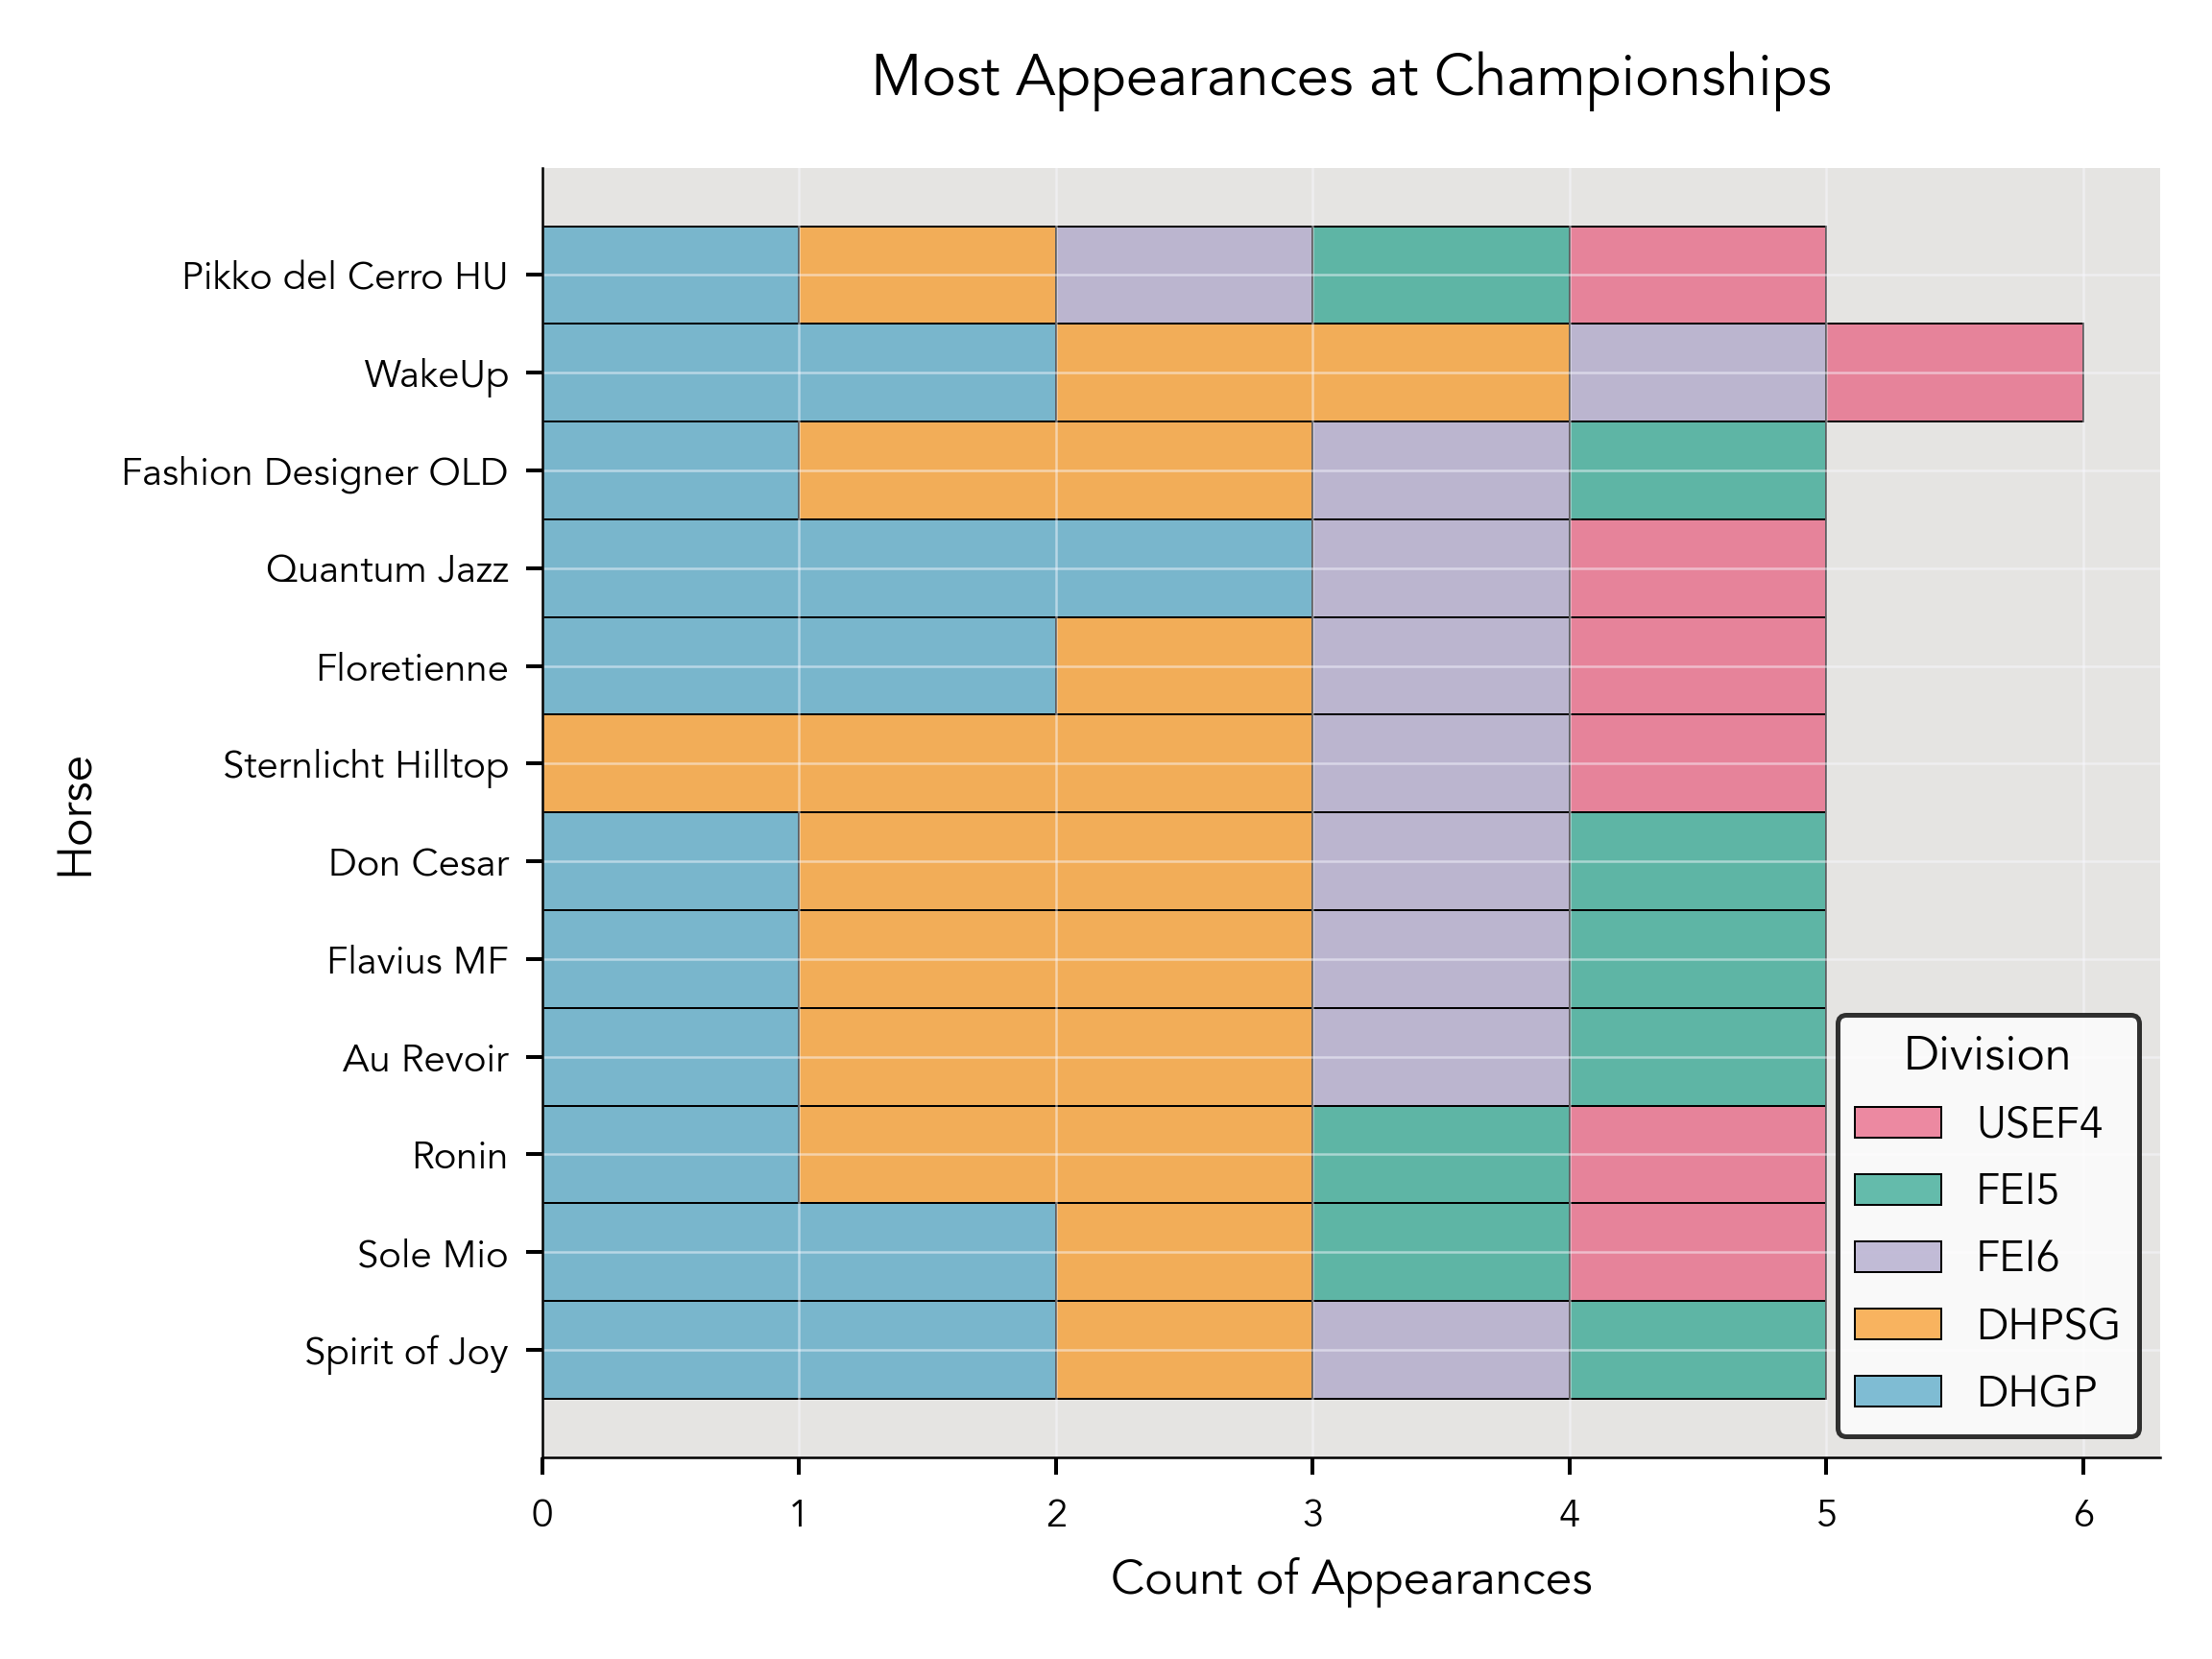 Most Appearances at Championships
Horse
Pikko del Cerro HU
WakeUp
Fashion Designer OLD
Quantum Jazz
Floretienne
Sternlicht Hilltop
Don Cesar
Flavius MF
Au Revoir
Ronin
Sole Mio
Spirit of Joy
Division
USEF4
FEI5
FEI6
DHPSG
DHGP
0 1 2 3 4 5 6
Count of Appearances